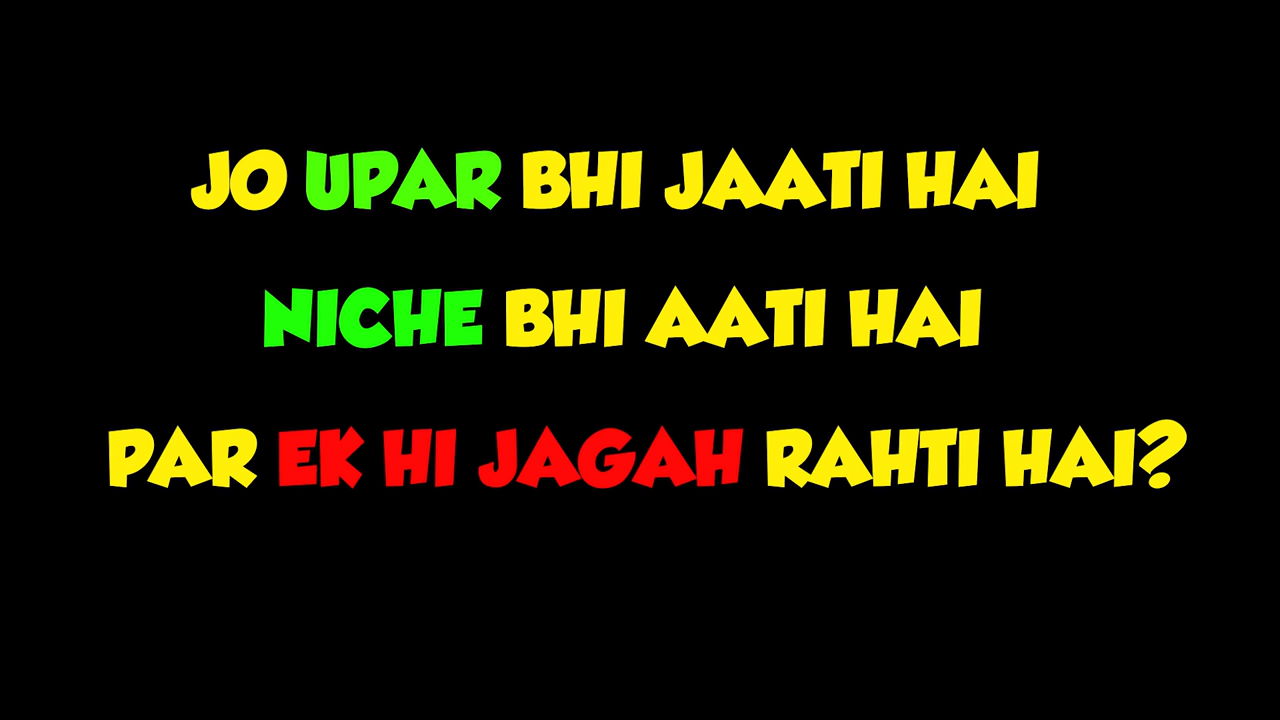 JO UPAR BHI JAATI HAI
NICHE BHI AATI HAI
PAR EK HI JAGAH RAHTI HAI?